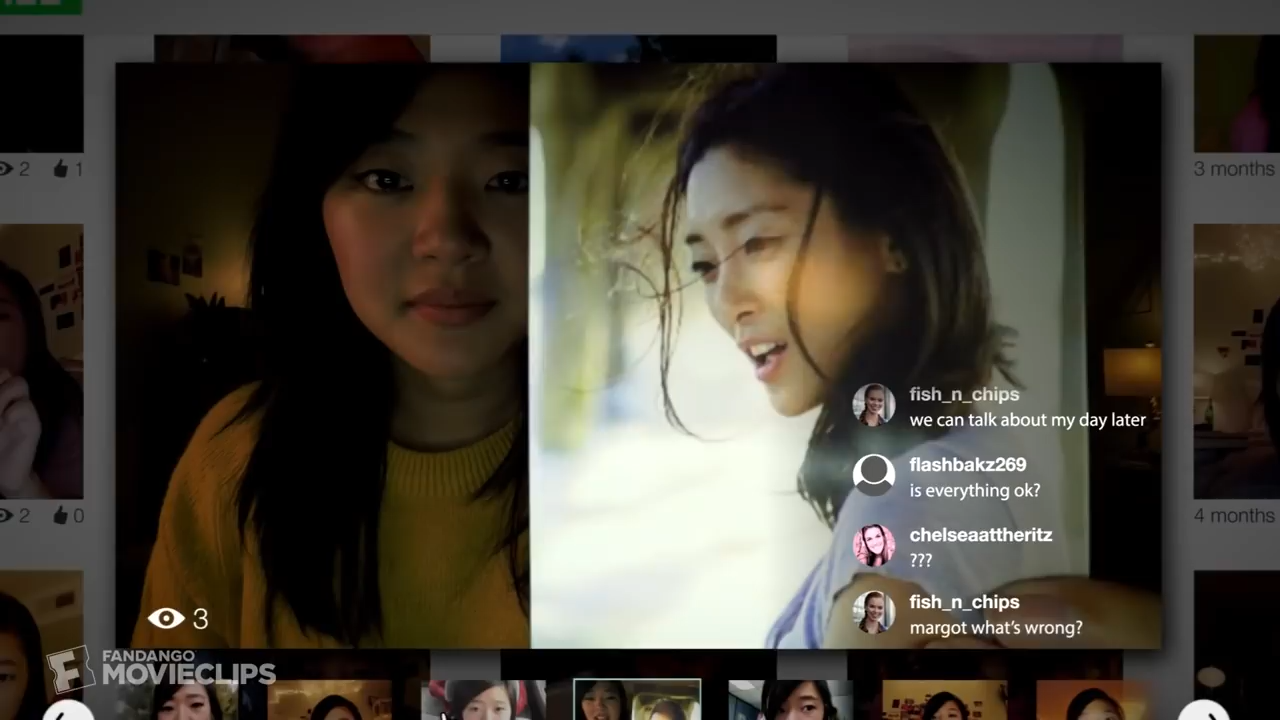 2
1
3 months
fish_n_chips
we can talk about my day later
flashbakz269
is everything ok?
chelseaattheritz
???
2
0
4 months
fish_n_chips
margot what's wrong?
3
FANDANGO
MOVIECLIPS